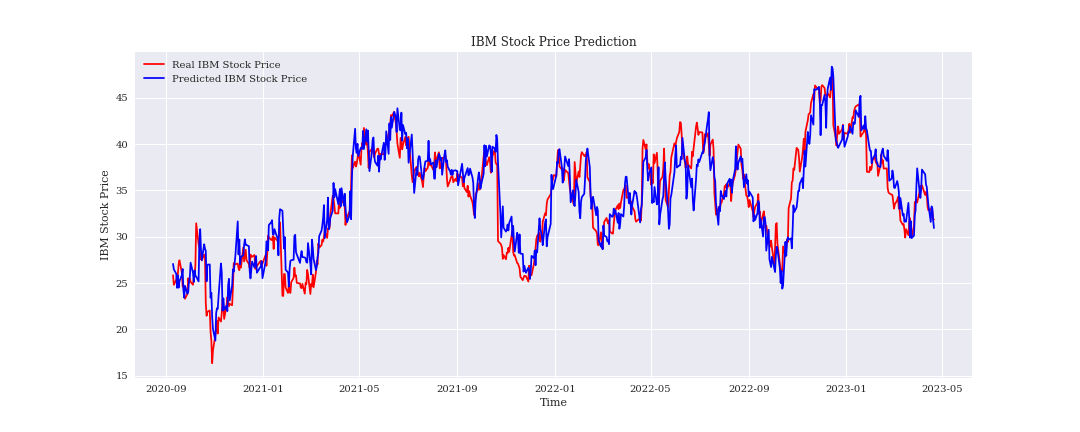 IBM Stock Price Prediction
Real IBM Stock Price
Predicted IBM Stock Price
IBM Stock Price
45
40
35
30
25
20
15
2020-09 2021-01 2021-05 2021-09 2022-01 2022-05 2022-09 2023-01 2023-05
Time